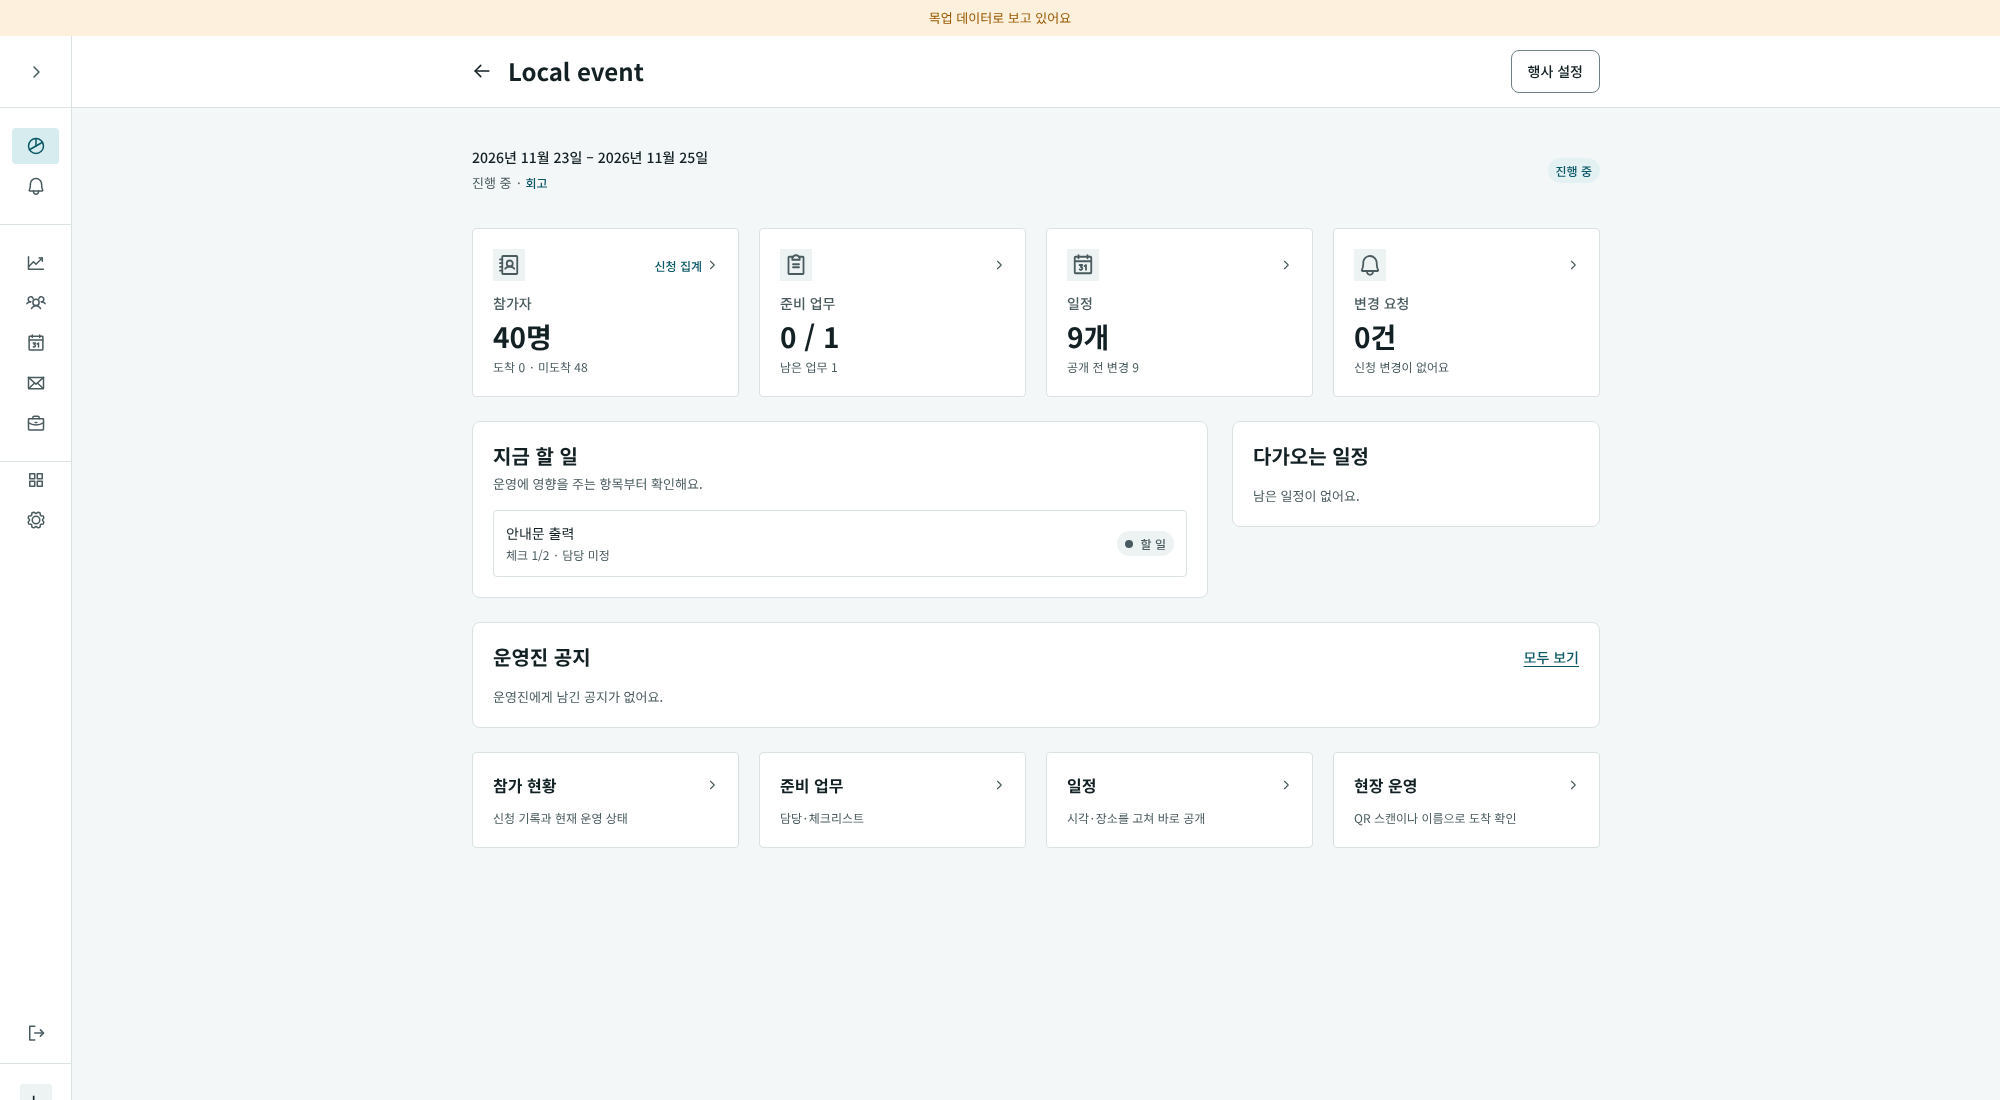 목업 데이터로 보고 있어요
Local event
행사 설정
2026년 11월 23일 – 2026년 11월 25일
진행 중 · 회고
진행 중
신청 집계
참가자
40명
도착 0 · 미도착 48
준비 업무
0 / 1
남은 업무 1
31
일정
9개
공개 전 변경 9
변경 요청
0건
신청 변경이 없어요
지금 할 일
운영에 영향을 주는 항목부터 확인해요.
안내문 출력
체크 1/2 · 담당 미정
할 일
다가오는 일정
남은 일정이 없어요.
운영진 공지
모두 보기
운영진에게 남긴 공지가 없어요.
참가 현황
신청 기록과 현재 운영 상태
준비 업무
담당·체크리스트
일정
시각·장소를 고쳐 바로 공개
현장 운영
QR 스캔이나 이름으로 도착 확인
31